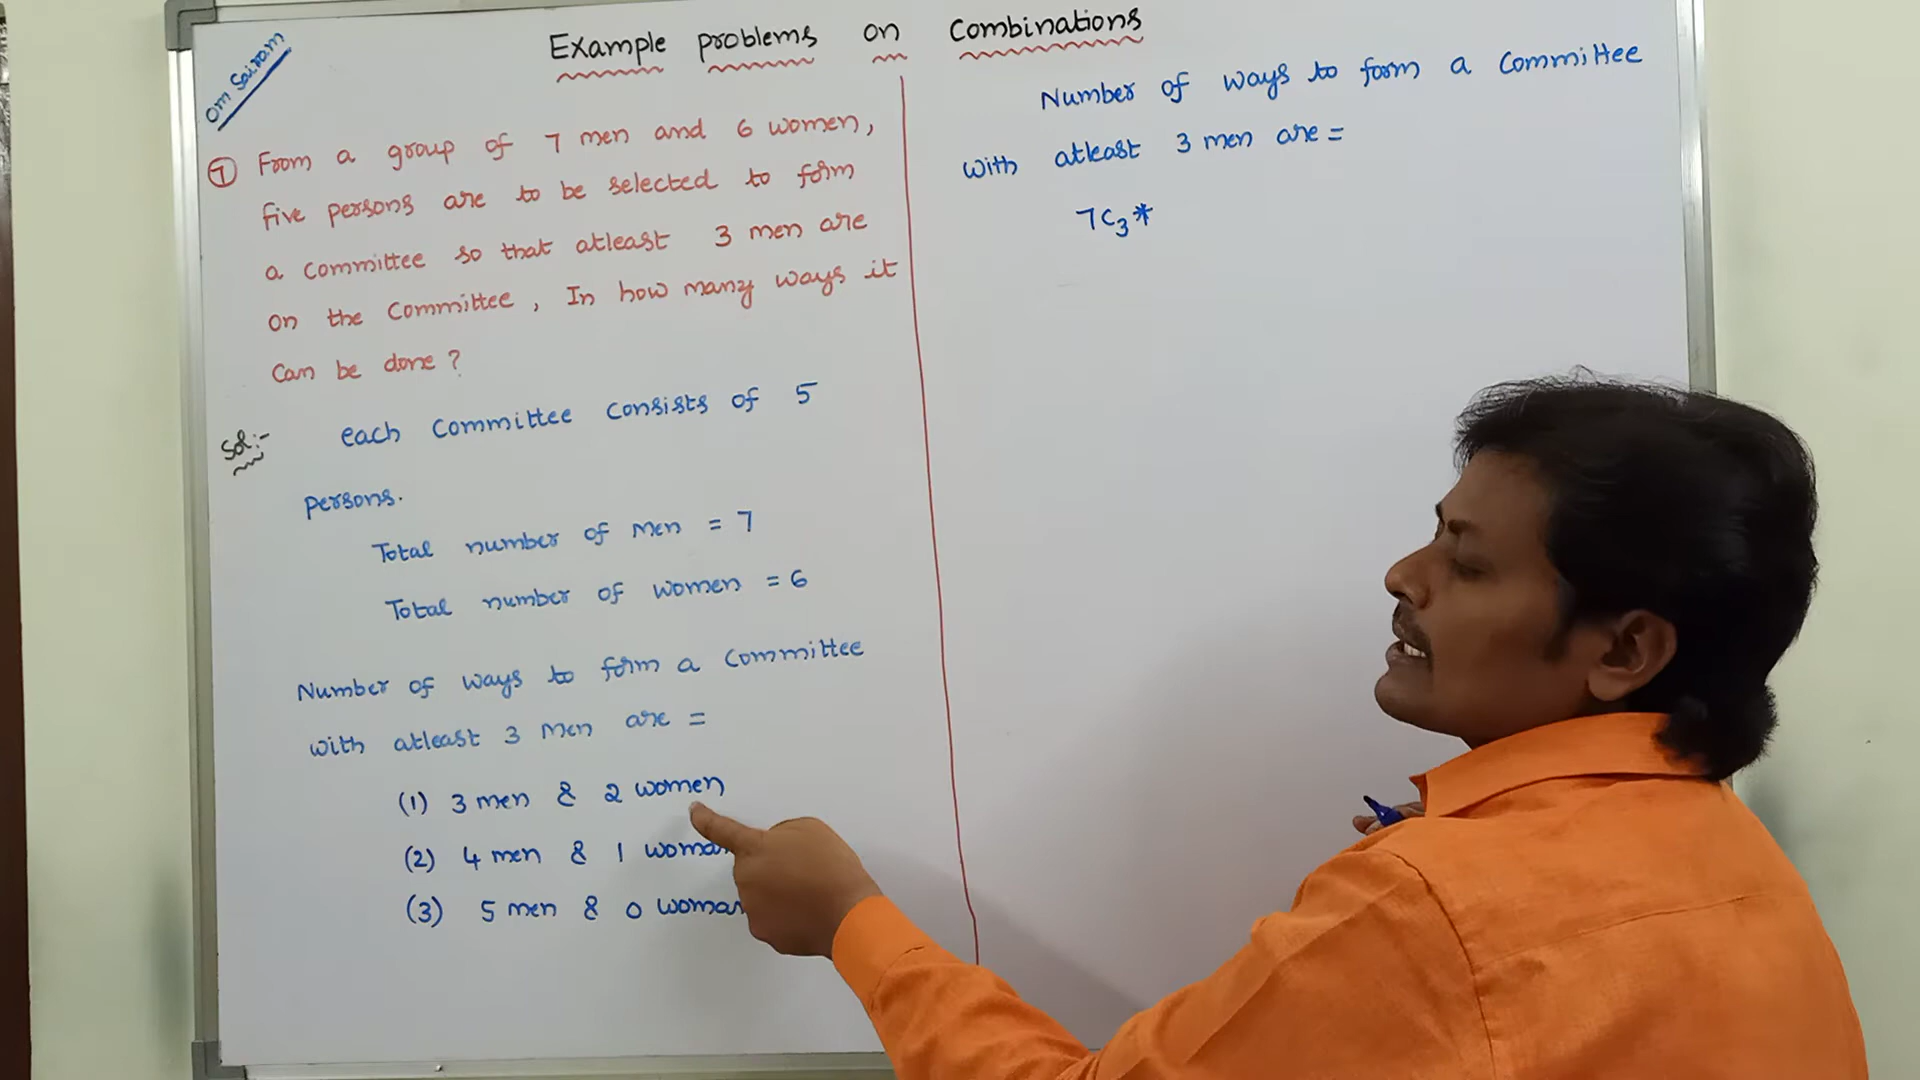 Om Sairam
Example problems on Combinations
7 From a group of 7 men and 6 women,
five persons are to be selected to form
a committee so that atleast 3 men are
on the committee, In how many ways it
can be done?
Sol:- each committee consists of 5
persons.
Total number of men = 7
Total number of women = 6
Number of ways to form a committee
with atleast 3 men are =
(1) 3 men & 2 women
(2) 4 men & 1 woman
(3) 5 men & 0 woman
Number of ways to form a committee
with atleast 3 men are =
7C3*